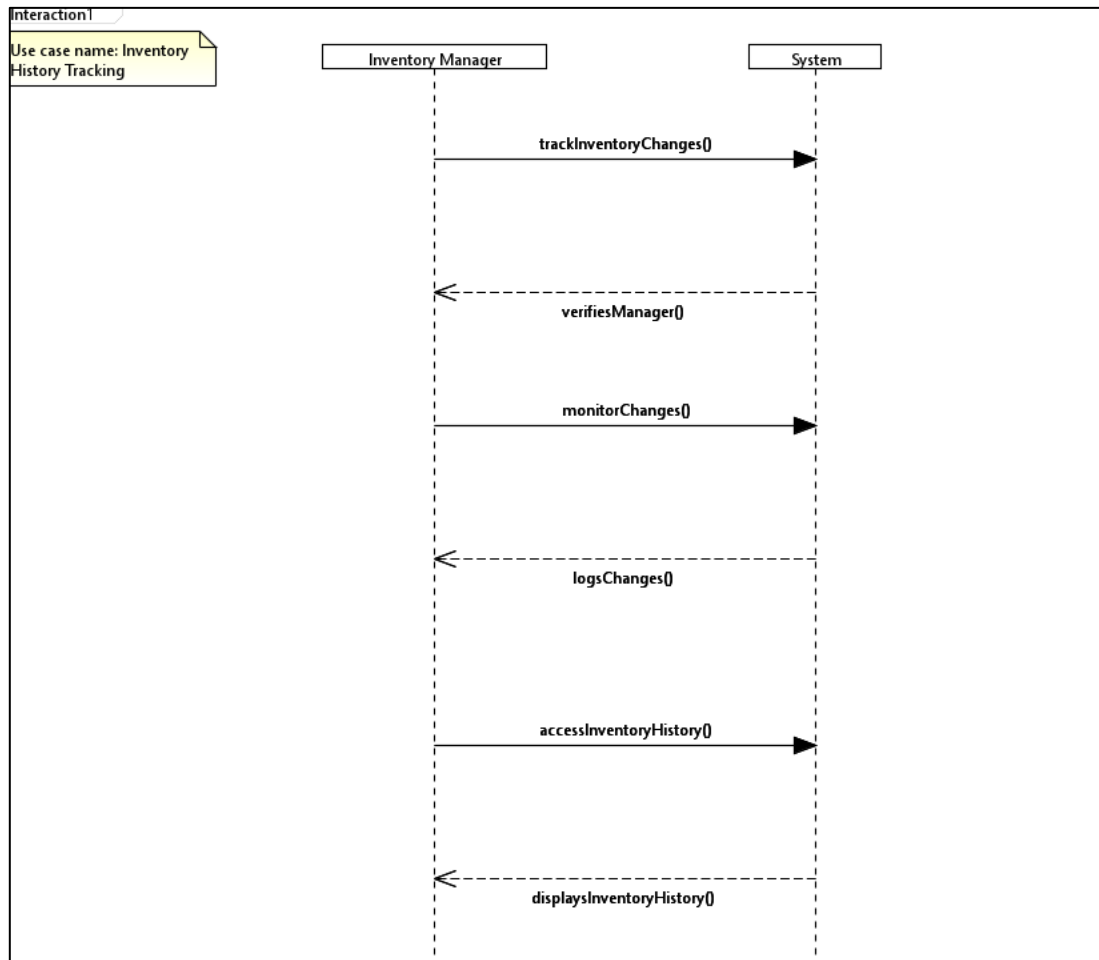 Interaction1
Use case name: Inventory
History Tracking
Inventory Manager
System
trackInventoryChanges()
verifiesManager()
monitorChanges()
logsChanges()
accessInventoryHistory()
displaysInventoryHistory()